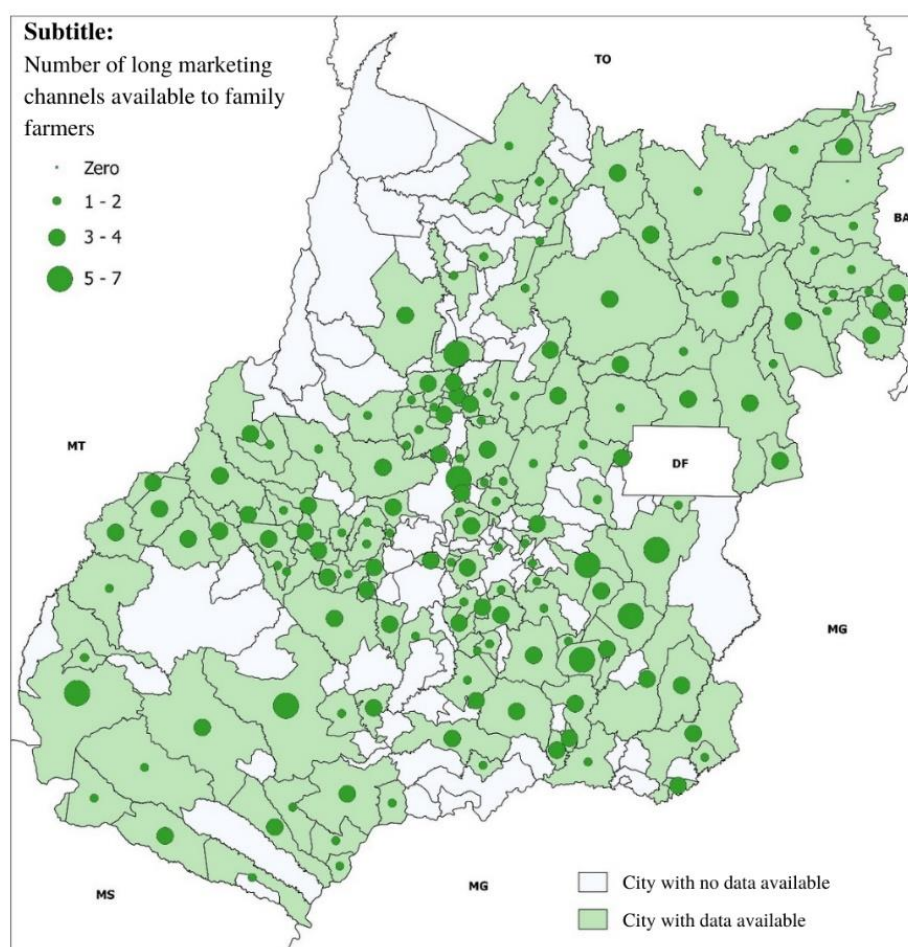 Subtitle:
Number of long marketing
channels available to family
farmers
Zero
1 - 2
3 - 4
5 - 7
TO
BA
MT
DF
MG
MS
MG
City with no data available
City with data available